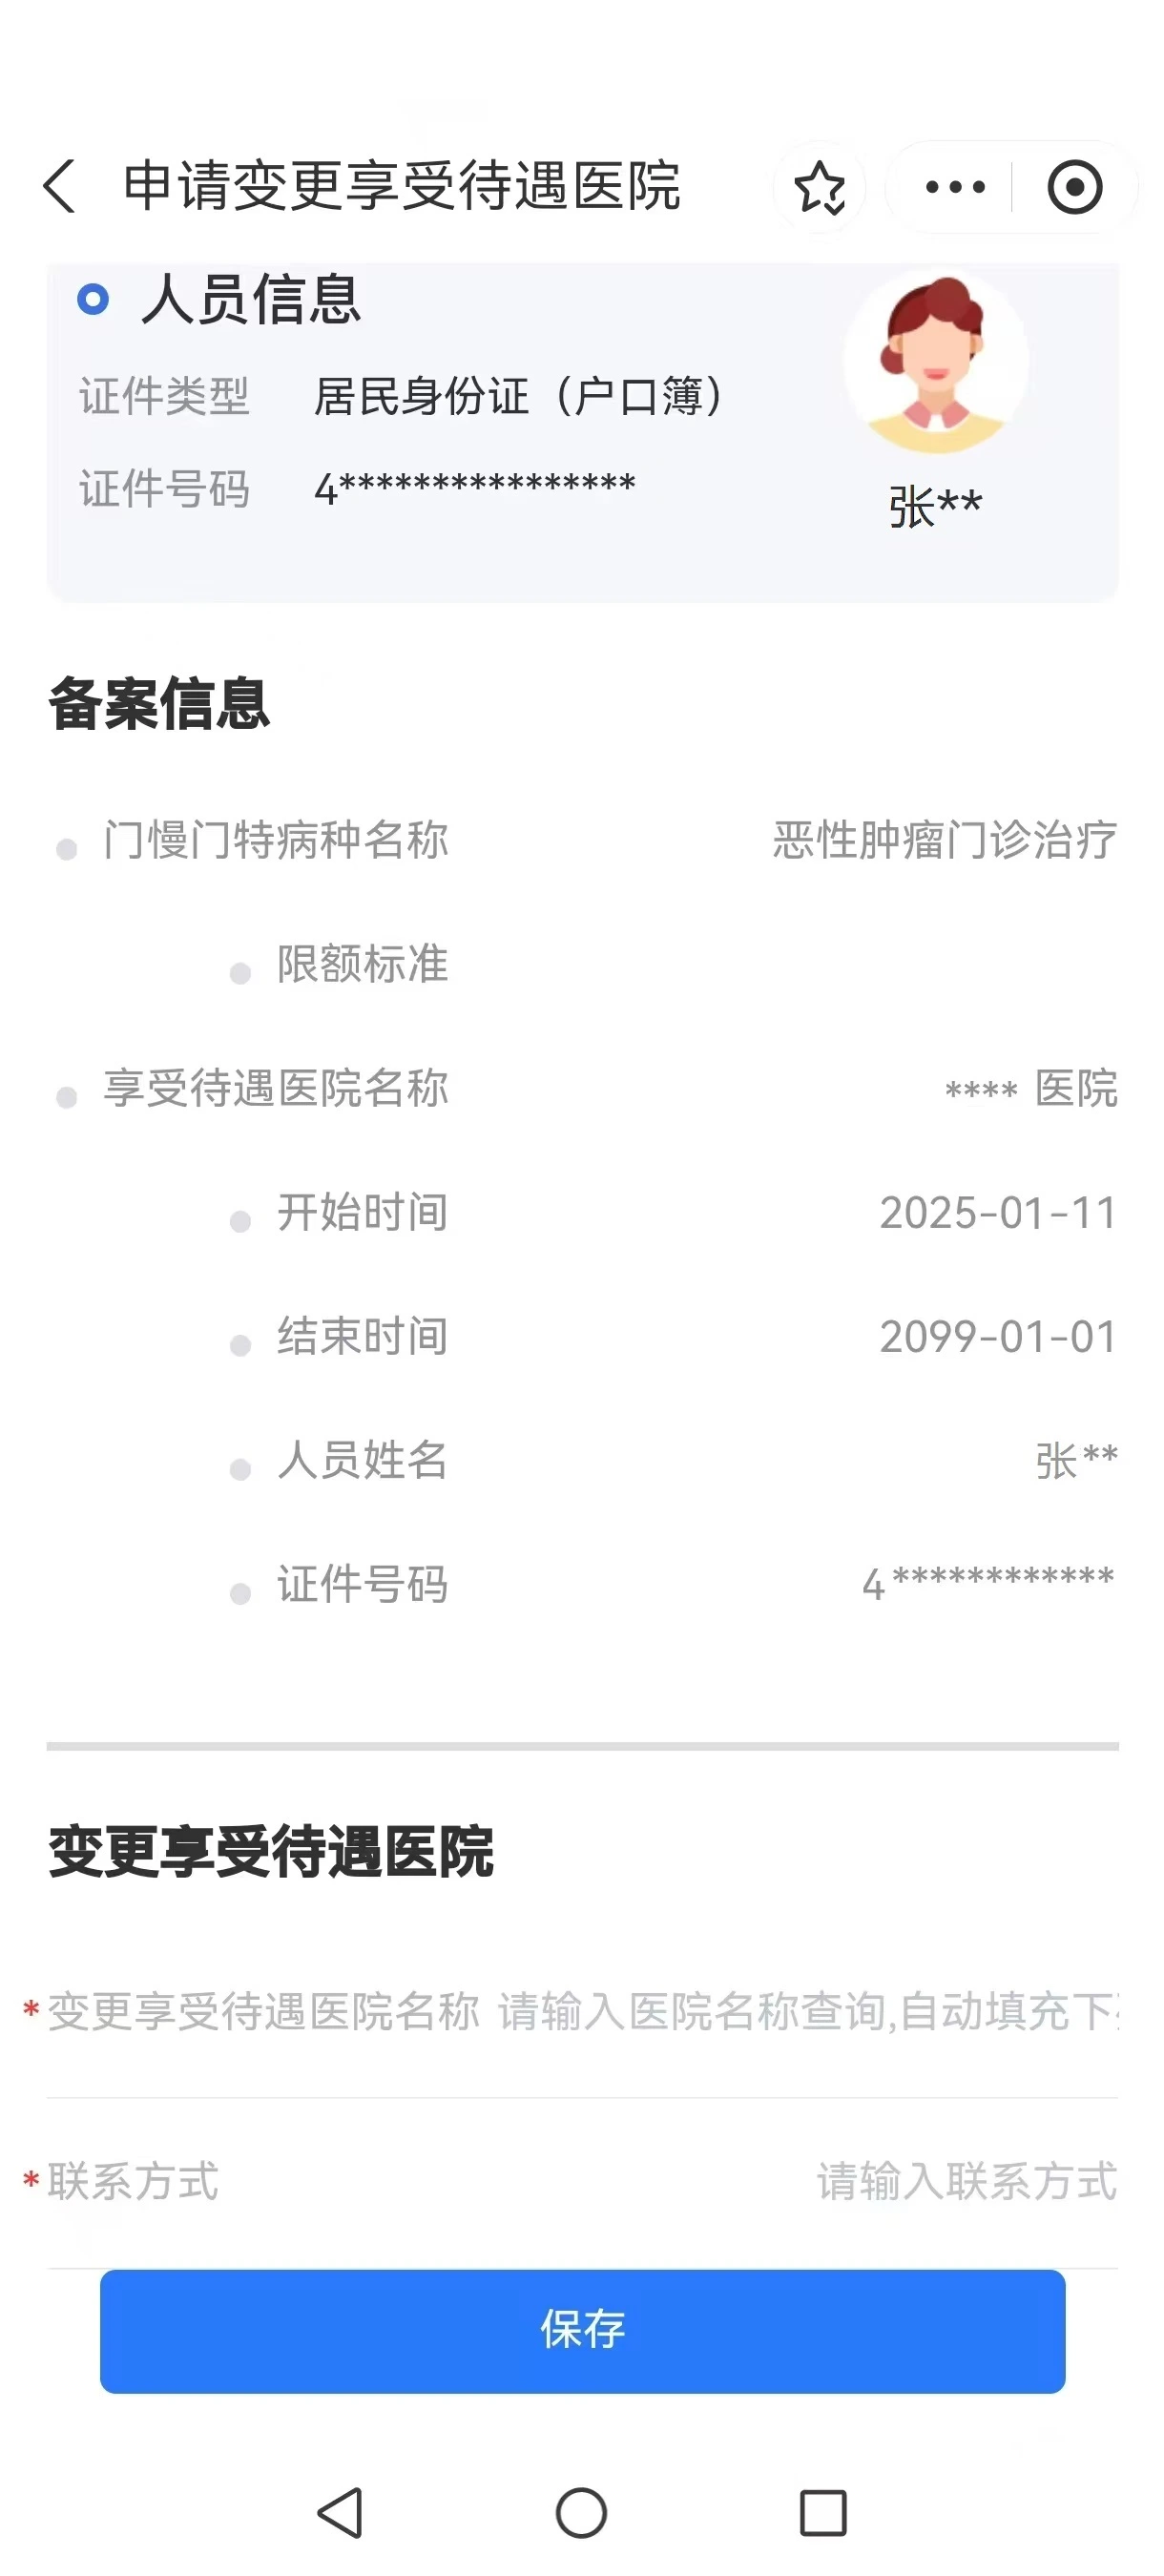 申请变更享受待遇医院
人员信息
证件类型 居民身份证（户口簿）
证件号码 4****************
张**
备案信息
门慢门特病种名称 恶性肿瘤门诊治疗
限额标准
享受待遇医院名称 **** 医院
开始时间 2025-01-11
结束时间 2099-01-01
人员姓名 张**
证件号码 4************
变更享受待遇医院
*变更享受待遇医院名称 请输入医院名称查询,自动填充下
*联系方式 请输入联系方式
保存